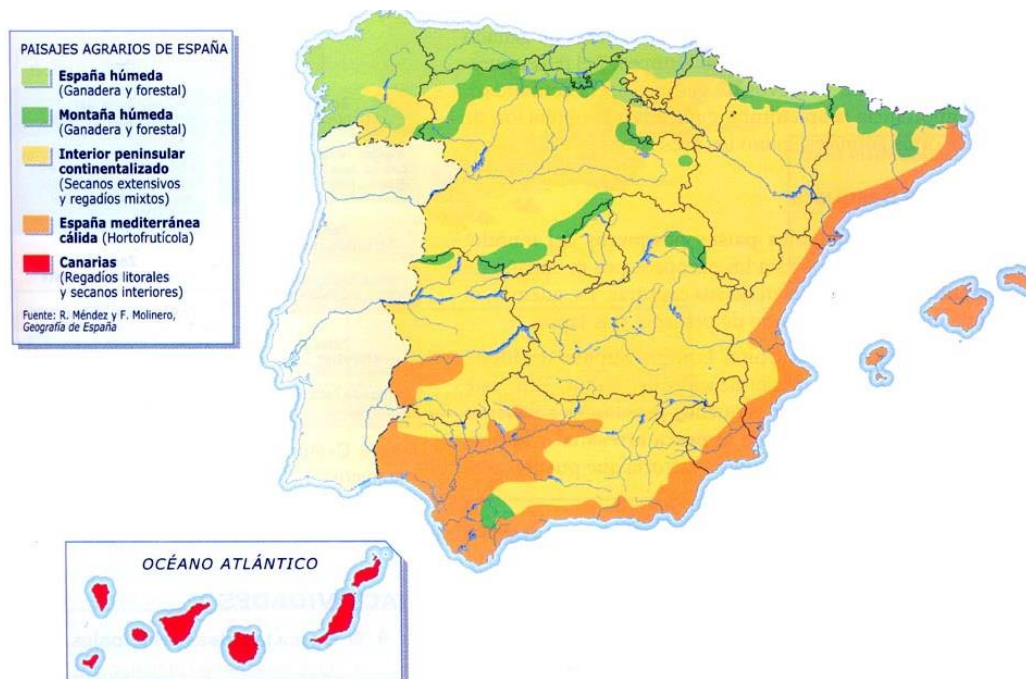 PAISAJES AGRARIOS DE ESPAÑA
España húmeda
(Ganadera y forestal)
Montaña húmeda
(Ganadera y forestal)
Interior peninsular
continentalizado
(Secanos extensivos
y regadíos mixtos)
España mediterránea
cálida (Hortofrutícola)
Canarias
(Regadíos litorales
y secanos interiores)
Fuente: R. Méndez y F. Molinero,
Geografía de España
OCÉANO ATLÁNTICO